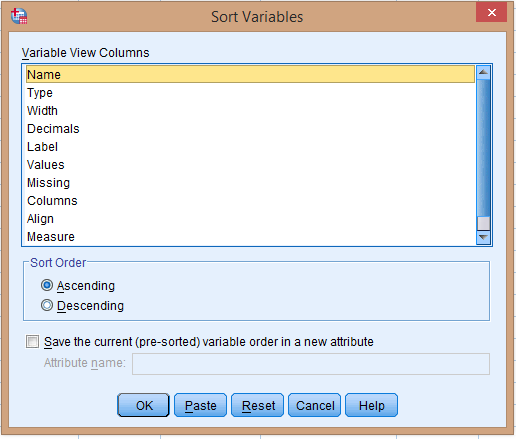 Sort Variables
Variable View Columns
Name
Type
Width
Decimals
Label
Values
Missing
Columns
Align
Measure
Sort Order
Ascending
Descending
Save the current (pre-sorted) variable order in a new attribute
Attribute name:
OK Paste Reset Cancel Help